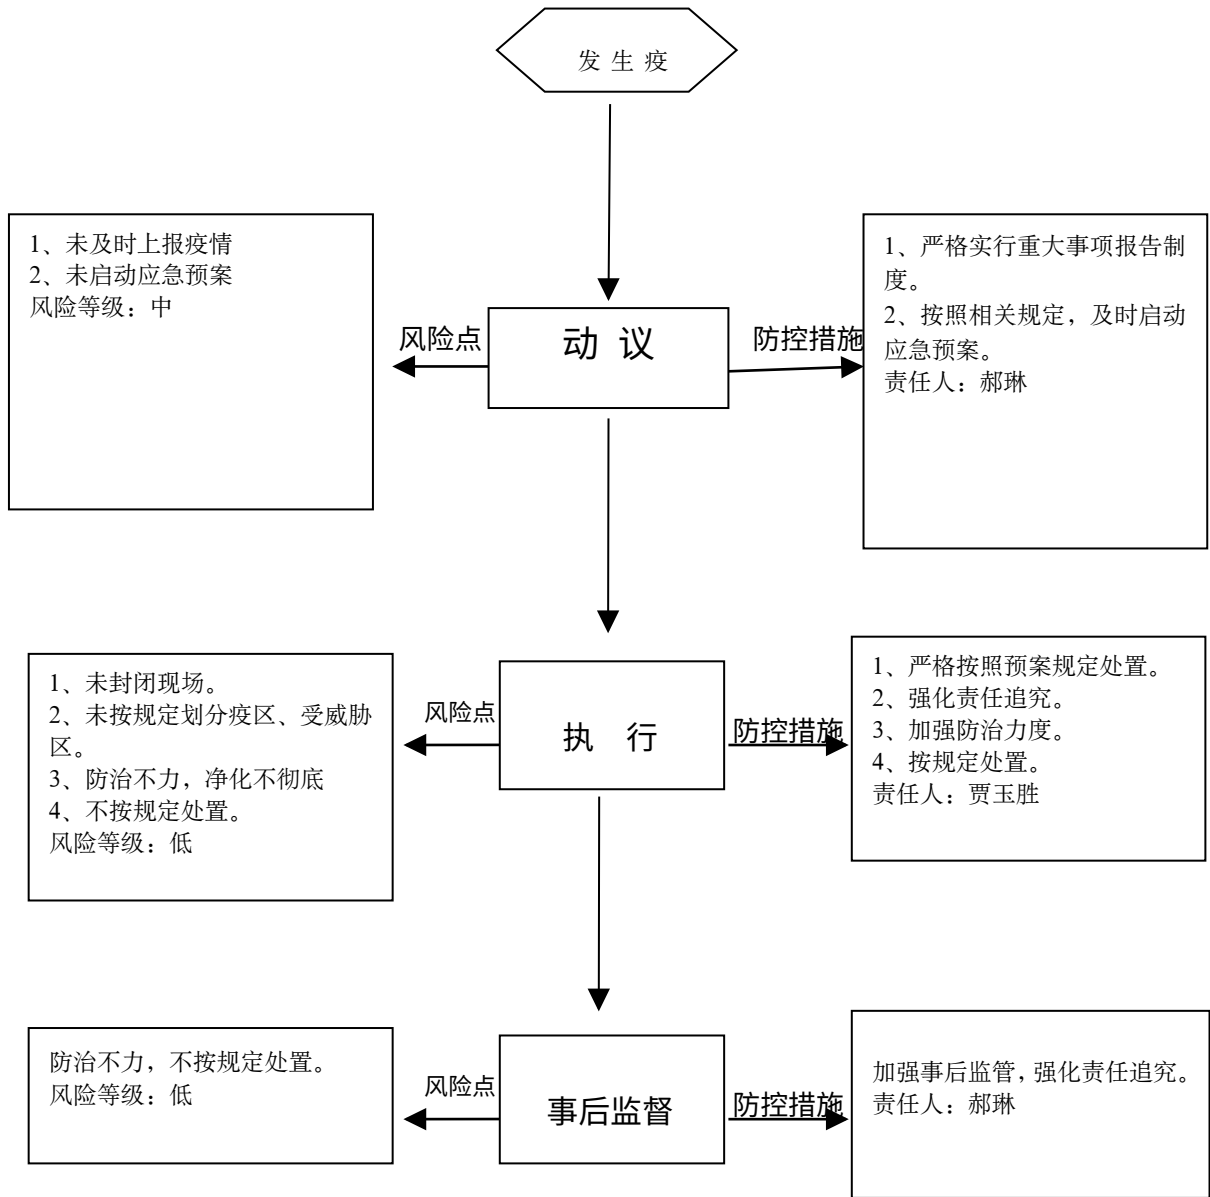 发 生 疫
1、未及时上报疫情
2、未启动应急预案
风险等级：中
风险点
动 议
防控措施
1、严格实行重大事项报告制
度。
2、按照相关规定，及时启动
应急预案。
责任人：郝琳
1、未封闭现场。
2、未按规定划分疫区、受威胁
区。
3、防治不力，净化不彻底
4、不按规定处置。
风险等级：低
风险点
执 行
防控措施
1、严格按照预案规定处置。
2、强化责任追究。
3、加强防治力度。
4、按规定处置。
责任人：贾玉胜
防治不力，不按规定处置。
风险等级：低
风险点
事后监督
防控措施
加强事后监管，强化责任追究。
责任人：郝琳